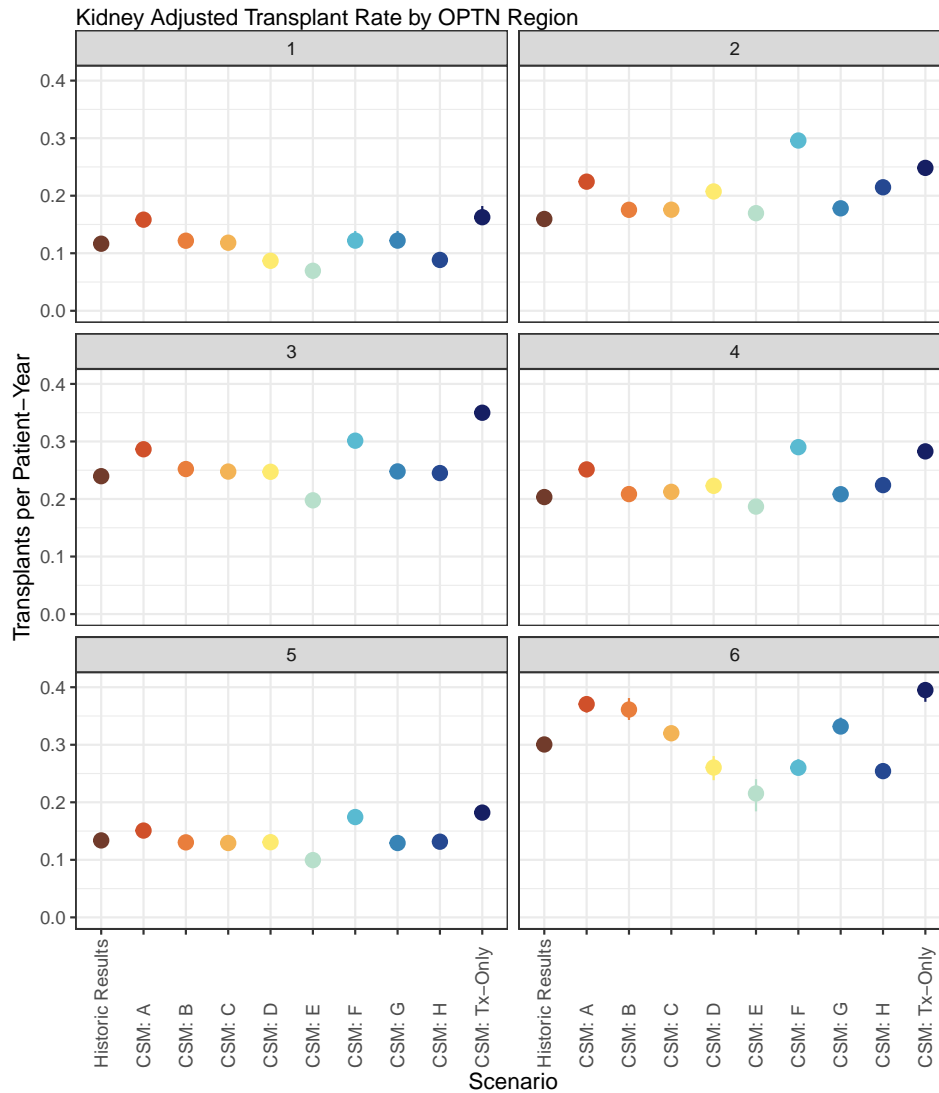 Kidney Adjusted Transplant Rate by OPTN Region
1
2
0.4
0.3
0.2
0.1
0.0
3
4
0.4
0.3
0.2
0.1
0.0
5
6
0.4
0.3
0.2
0.1
0.0
Transplants per Patient−Year
Historic Results
CSM: A
CSM: B
CSM: C
CSM: D
CSM: E
CSM: F
CSM: G
CSM: H
CSM: Tx−Only
Historic Results
CSM: A
CSM: B
CSM: C
CSM: D
CSM: E
CSM: F
CSM: G
CSM: H
CSM: Tx−Only
Scenario